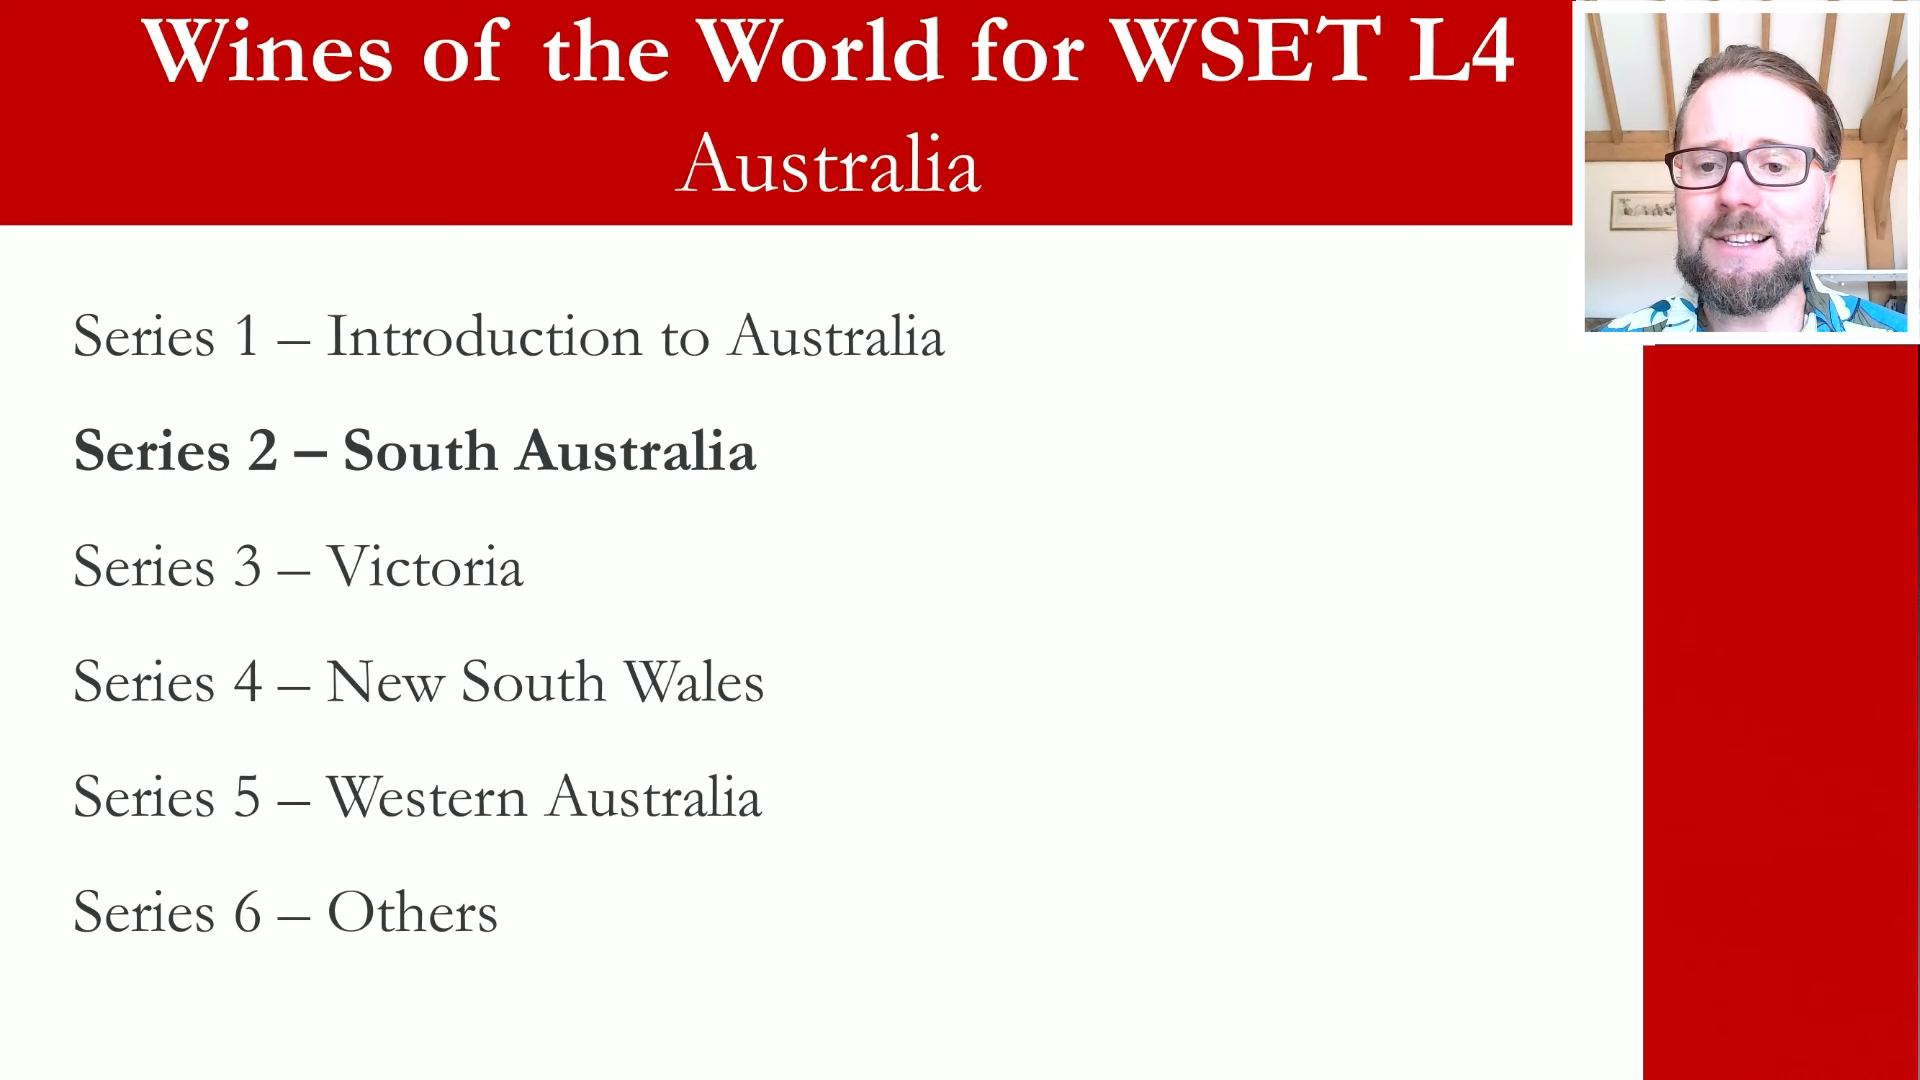 Wines of the World for WSET L4
Australia
Series 1 – Introduction to Australia
Series 2 – South Australia
Series 3 – Victoria
Series 4 – New South Wales
Series 5 – Western Australia
Series 6 – Others